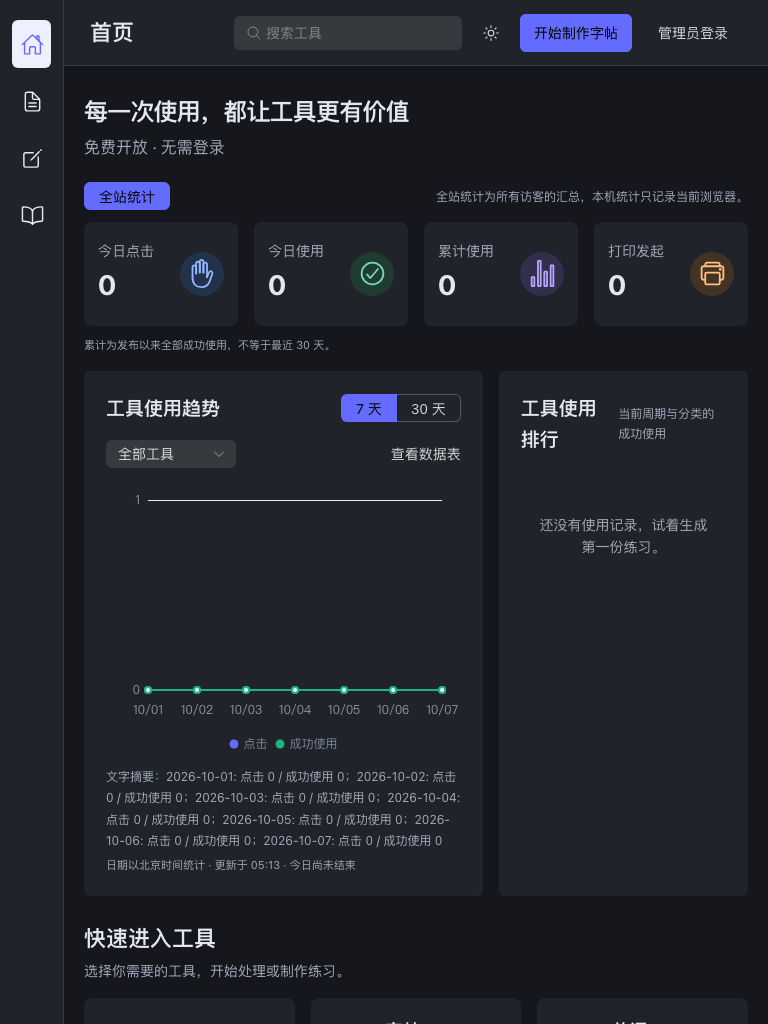 首页
搜索工具
开始制作字帖
管理员登录
每一次使用，都让工具更有价值
免费开放 · 无需登录
全站统计
全站统计为所有访客的汇总，本机统计只记录当前浏览器。
今日点击
0
今日使用
0
累计使用
0
打印发起
0
累计为发布以来全部成功使用，不等于最近 30 天。
工具使用趋势
7 天
30 天
全部工具
查看数据表
1
0
10/01 10/02 10/03 10/04 10/05 10/06 10/07
点击 成功使用
文字摘要：2026-10-01: 点击 0 / 成功使用 0；2026-10-02: 点击
0 / 成功使用 0；2026-10-03: 点击 0 / 成功使用 0；2026-10-04:
点击 0 / 成功使用 0；2026-10-05: 点击 0 / 成功使用 0；2026-
10-06: 点击 0 / 成功使用 0；2026-10-07: 点击 0 / 成功使用 0
日期以北京时间统计 · 更新于 05:13 · 今日尚未结束
工具使用
排行
当前周期与分类的
成功使用
还没有使用记录，试着生成
第一份练习。
快速进入工具
选择你需要的工具，开始处理或制作练习。